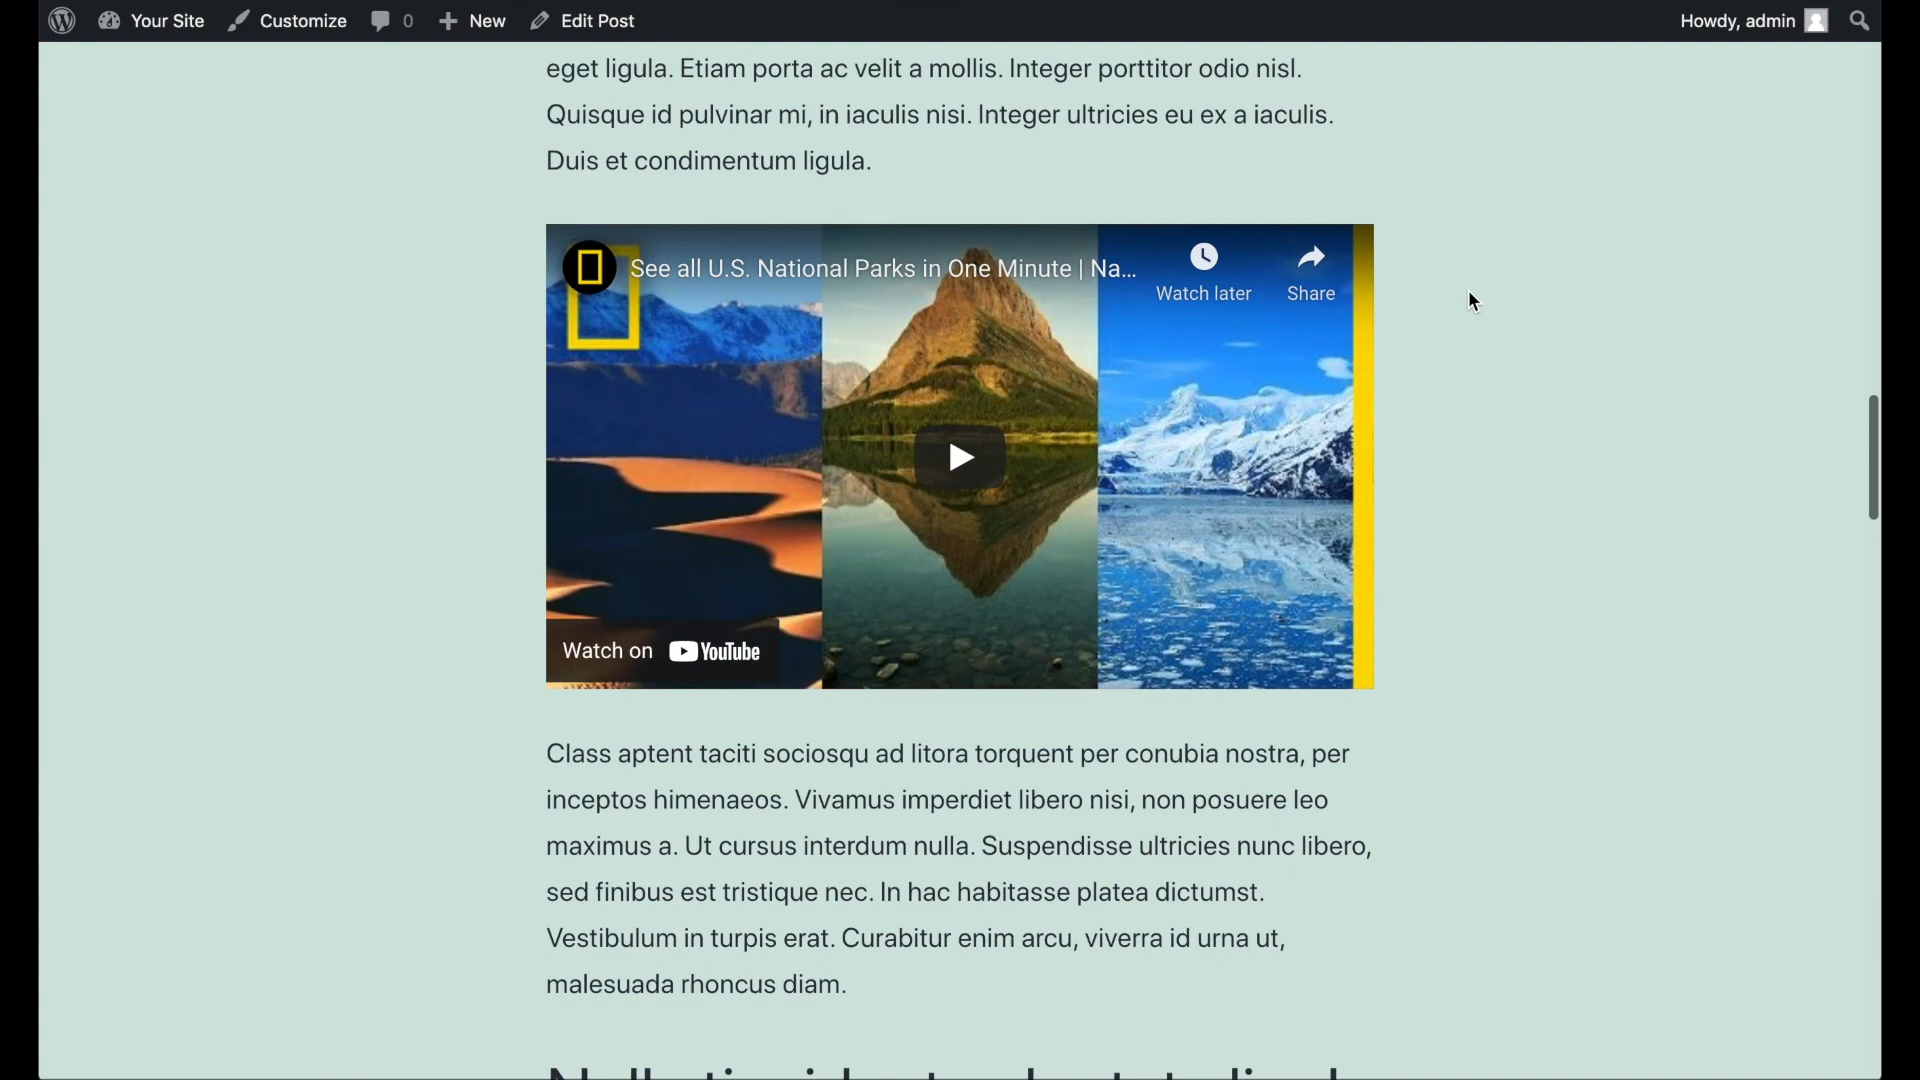 Your Site Customize 0 New Edit Post Howdy, admin
eget ligula. Etiam porta ac velit a mollis. Integer porttitor odio nisl.
Quisque id pulvinar mi, in iaculis nisi. Integer ultricies eu ex a iaculis.
Duis et condimentum ligula.
See all U.S. National Parks in One Minute | Na...
Watch later Share
Watch on YouTube
Class aptent taciti sociosqu ad litora torquent per conubia nostra, per
inceptos himenaeos. Vivamus imperdiet libero nisi, non posuere leo
maximus a. Ut cursus interdum nulla. Suspendisse ultricies nunc libero,
sed finibus est tristique nec. In hac habitasse platea dictumst.
Vestibulum in turpis erat. Curabitur enim arcu, viverra id urna ut,
malesuada rhoncus diam.